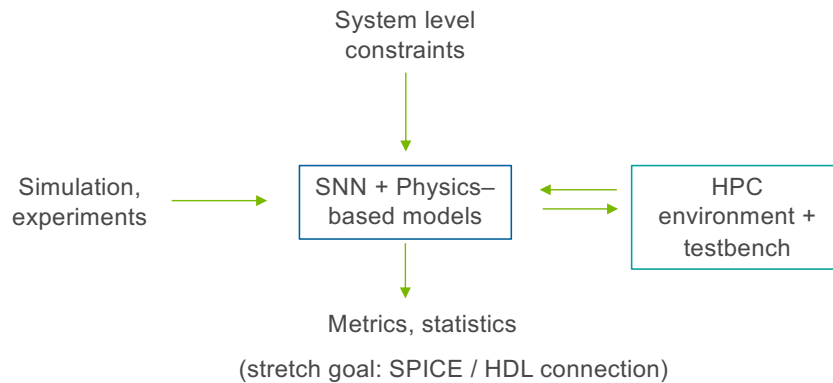 System level
constraints
Simulation,
experiments
SNN + Physics–
based models
HPC
environment +
testbench
Metrics, statistics
(stretch goal: SPICE / HDL connection)